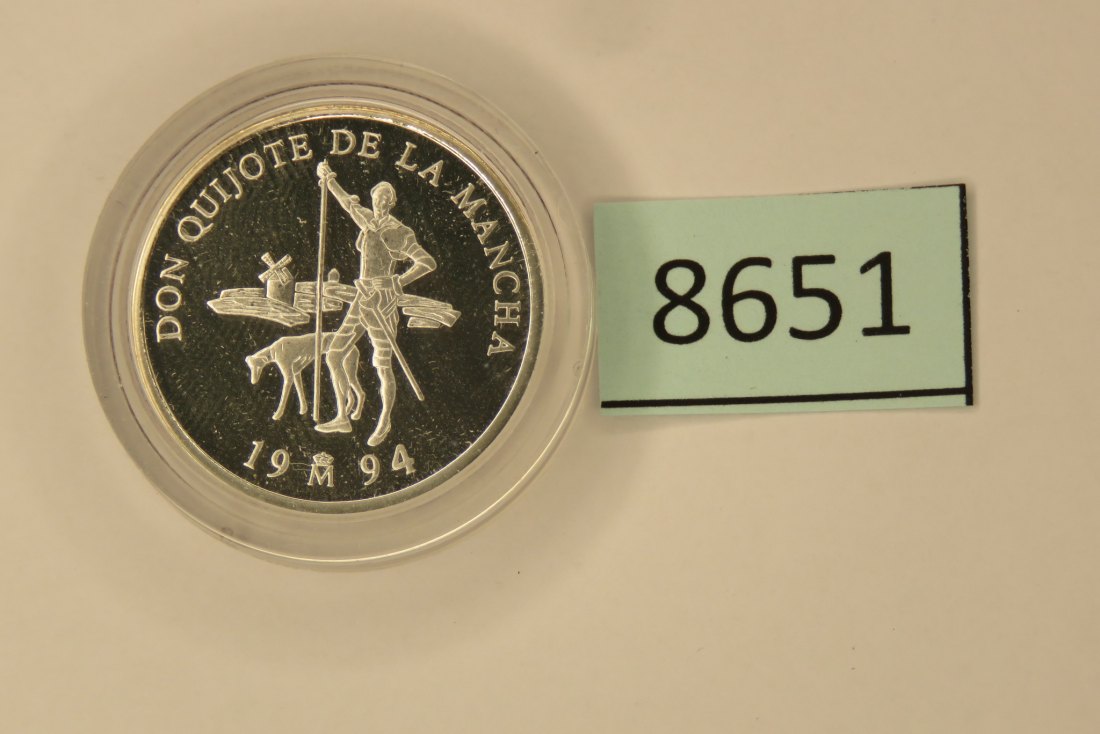 DON QUIJOTE DE LA MANCHA
19 M 94
8651